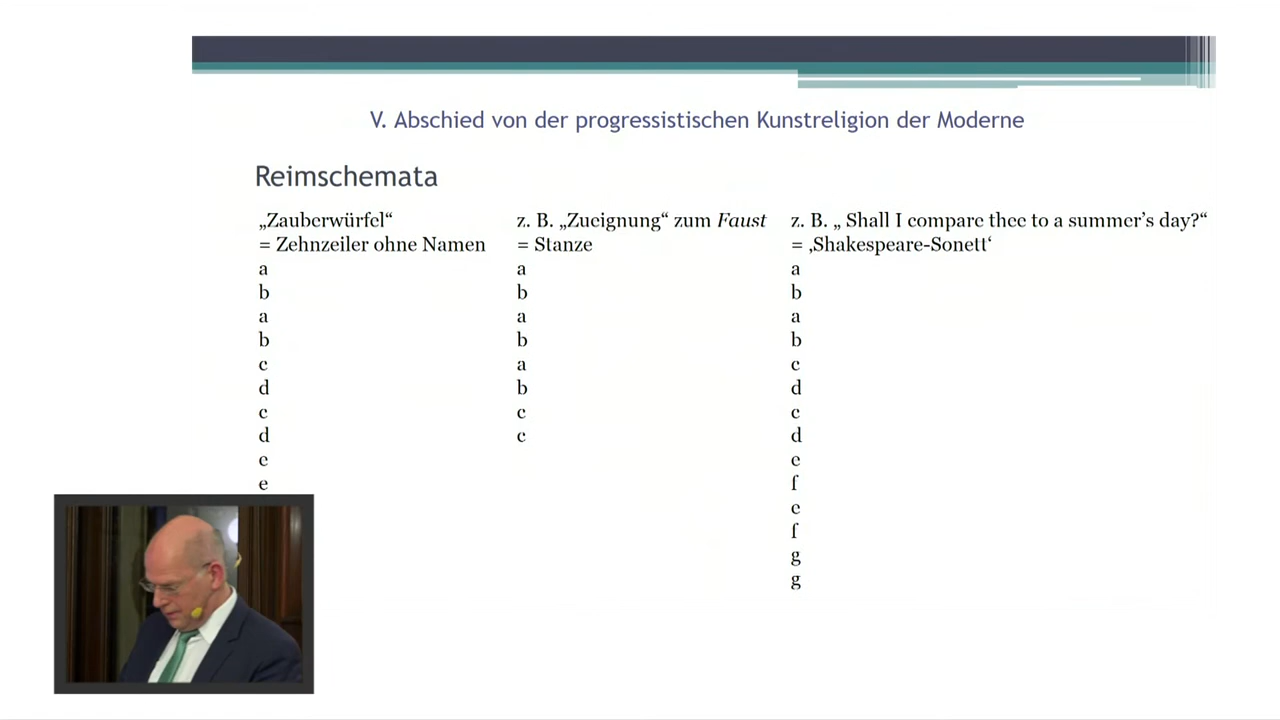 V. Abschied von der progressistischen Kunstreligion der Moderne
Reimschemata
„Zauberwürfel“
= Zehnzeiler ohne Namen
a
b
a
b
c
d
c
d
e
e
z. B. „Zueignung“ zum Faust
= Stanze
a
b
a
b
a
b
c
c
z. B. „ Shall I compare thee to a summer’s day?“
= ‚Shakespeare-Sonett‘
a
b
a
b
c
d
c
d
e
f
e
f
g
g